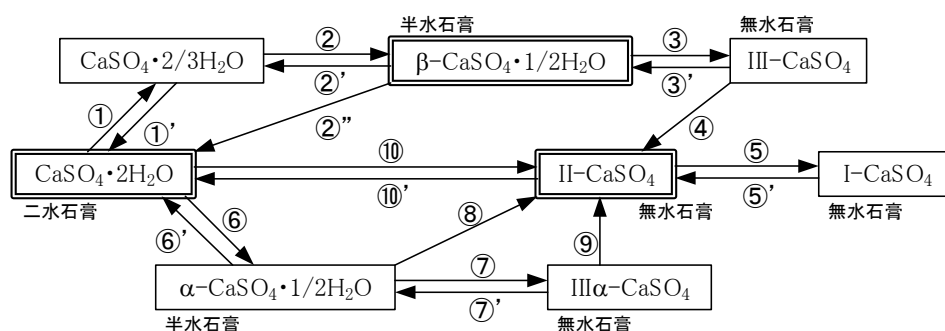 半水石膏
無水石膏
CaSO₄・2/3H₂O
②
②'
β-CaSO₄・1/2H₂O
③
③'
III-CaSO₄
①
①'
②”
④
CaSO₄・2H₂O
二水石膏
⑩
⑩'
II-CaSO₄
無水石膏
⑤
⑤'
I-CaSO₄
無水石膏
⑥
⑥'
⑧
⑨
α-CaSO₄・1/2H₂O
半水石膏
⑦
⑦'
IIIα-CaSO₄
無水石膏